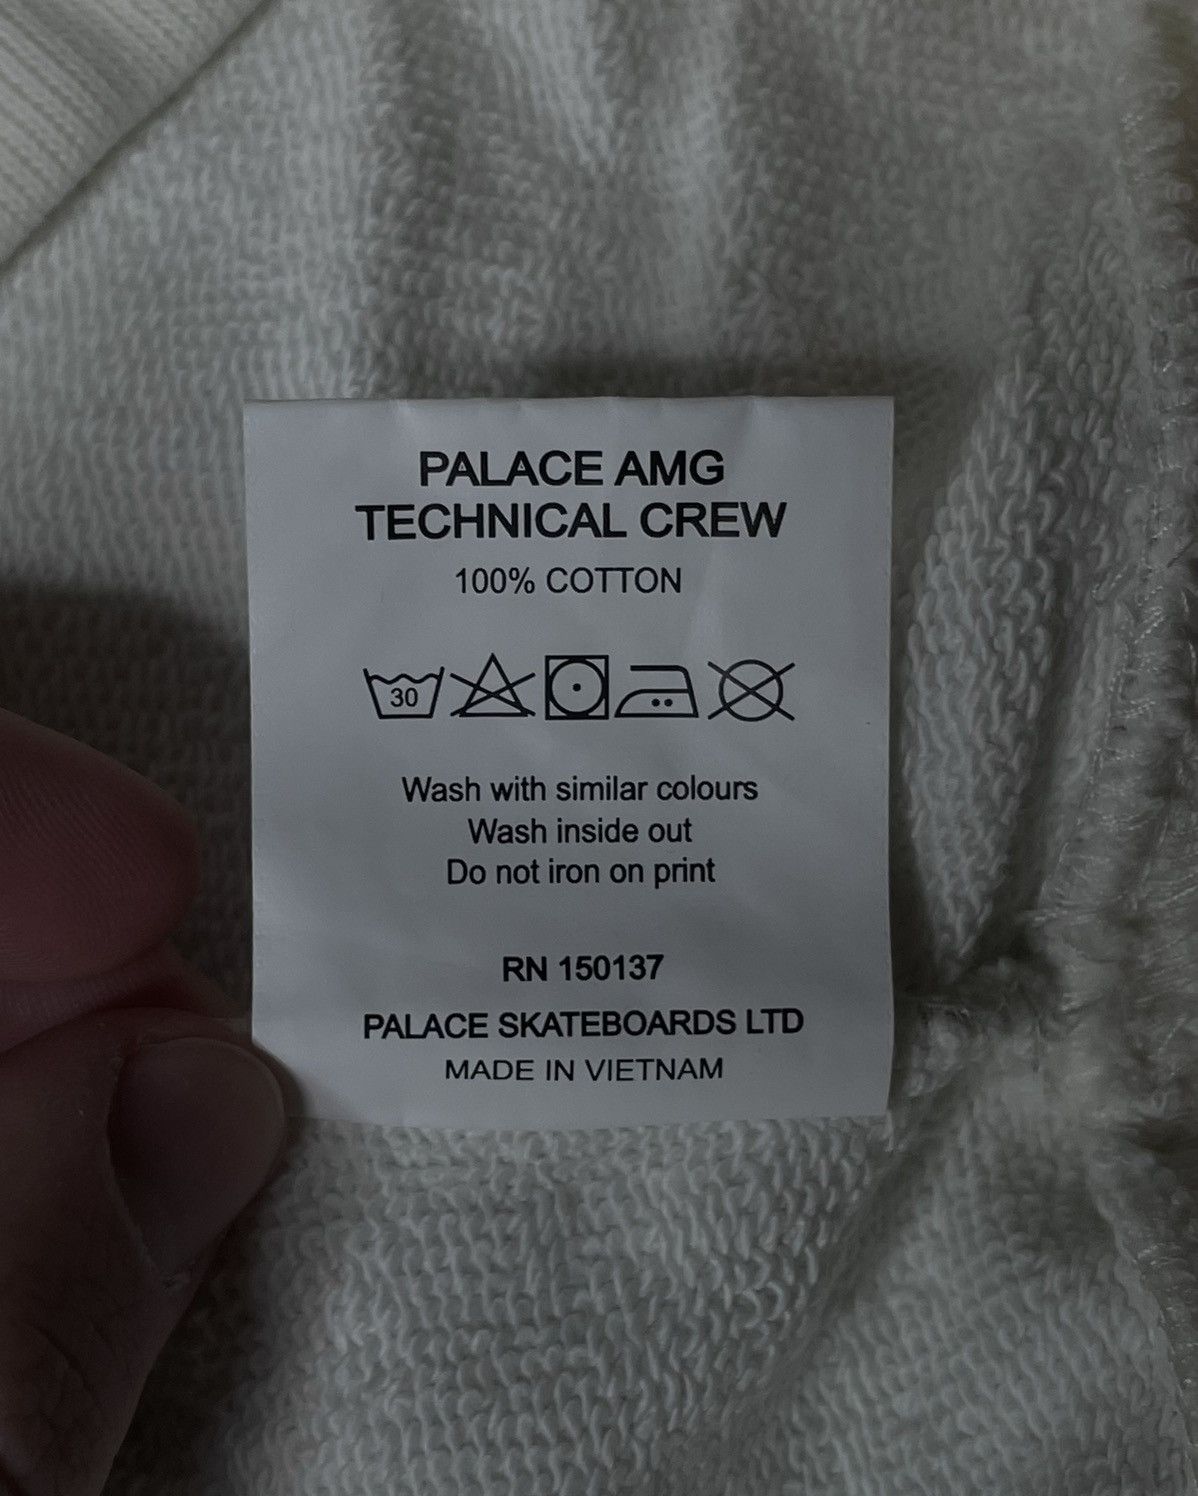 PALACE AMG
TECHNICAL CREW
100% COTTON
30
Wash with similar colours
Wash inside out
Do not iron on print
RN 150137
PALACE SKATEBOARDS LTD
MADE IN VIETNAM